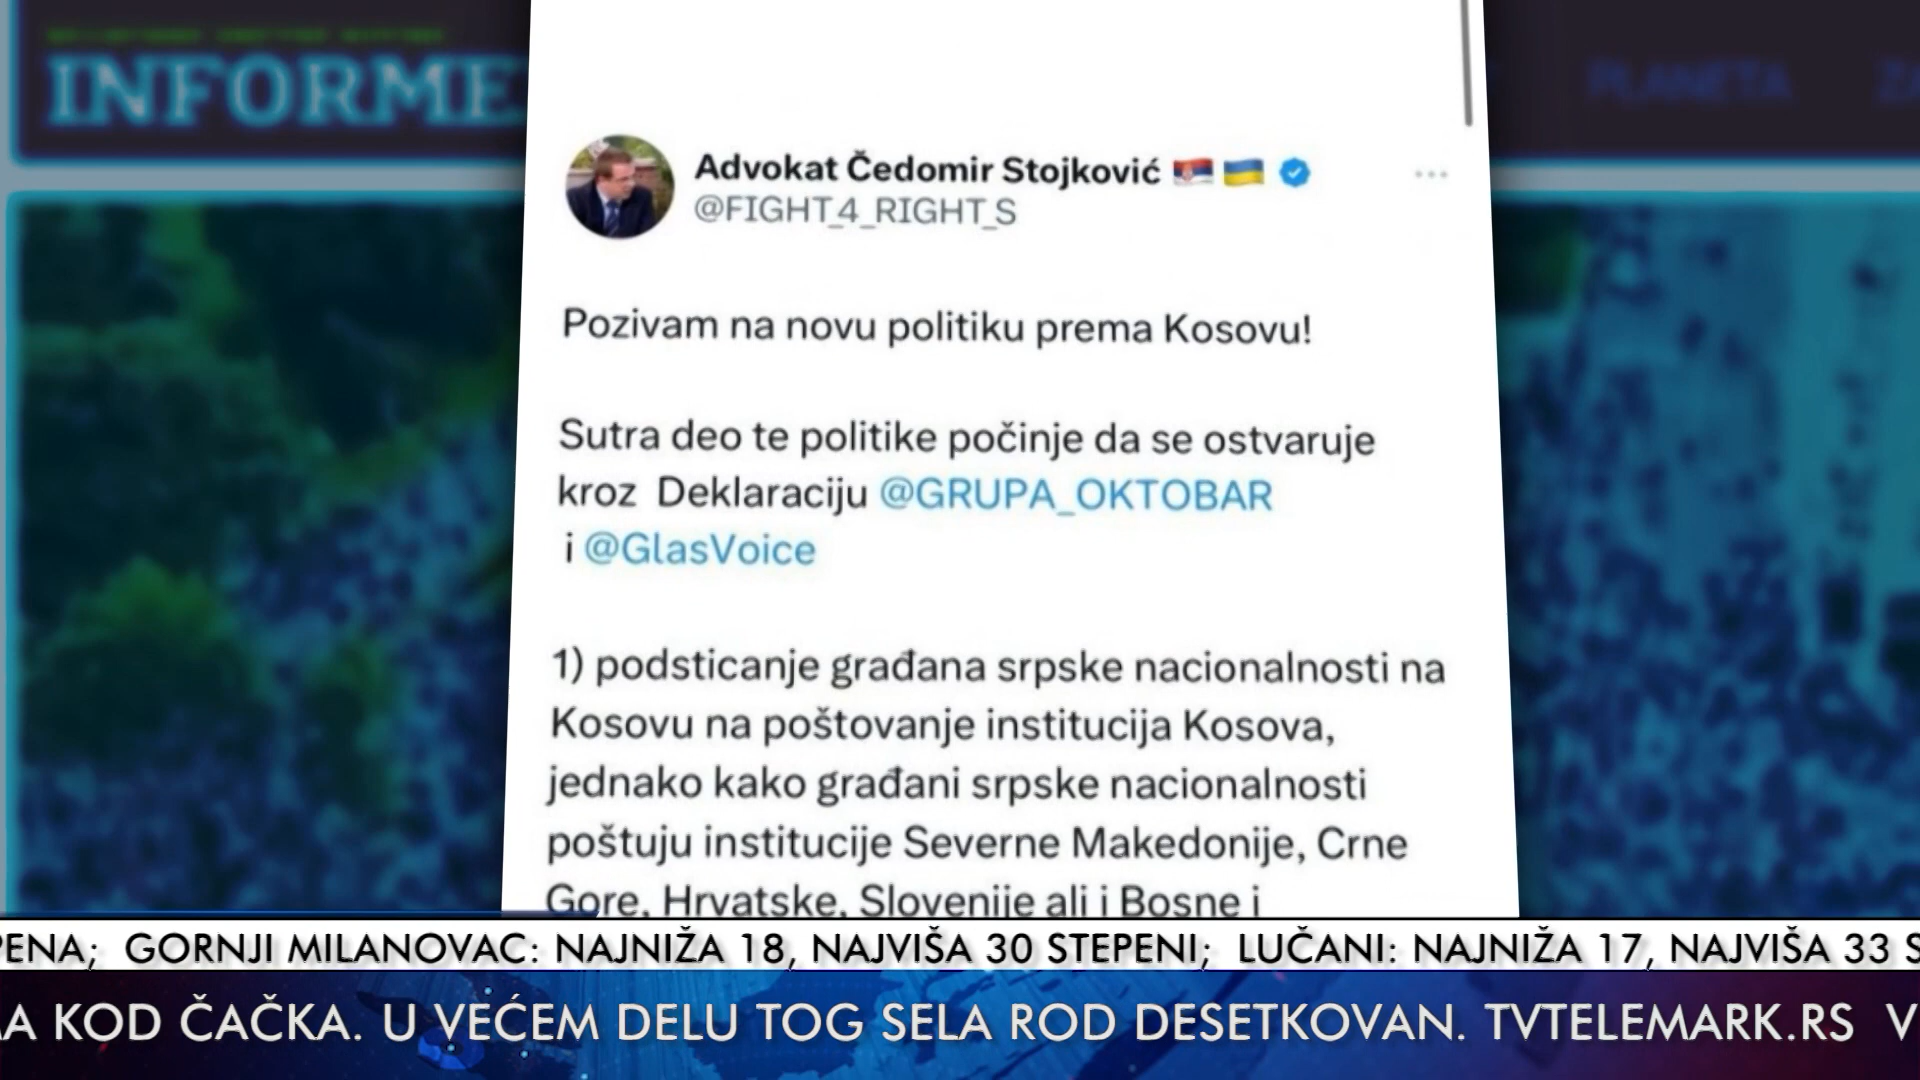 INFORME
PLANETA
ZA
Advokat Čedomir Stojković 🇷🇸 🇺🇦
@FIGHT_4_RIGHT_S
Pozivam na novu politiku prema Kosovu!
Sutra deo te politike počinje da se ostvaruje
kroz Deklaraciju @GRUPA_OKTOBAR
i @GlasVoice
1) podsticanje građana srpske nacionalnosti na
Kosovu na poštovanje institucija Kosova,
jednako kako građani srpske nacionalnosti
poštuju institucije Severne Makedonije, Crne
Gore, Hrvatske, Slovenije ali i Bosne i
PENA; GORNJI MILANOVAC: NAJNIŽA 18, NAJVIŠA 30 STEPENI; LUČANI: NAJNIŽA 17, NAJVIŠA 33 S
A KOD ČAČKA. U VEĆEM DELU TOG SELA ROD DESETKOVAN. TVTELEMARK.RS V